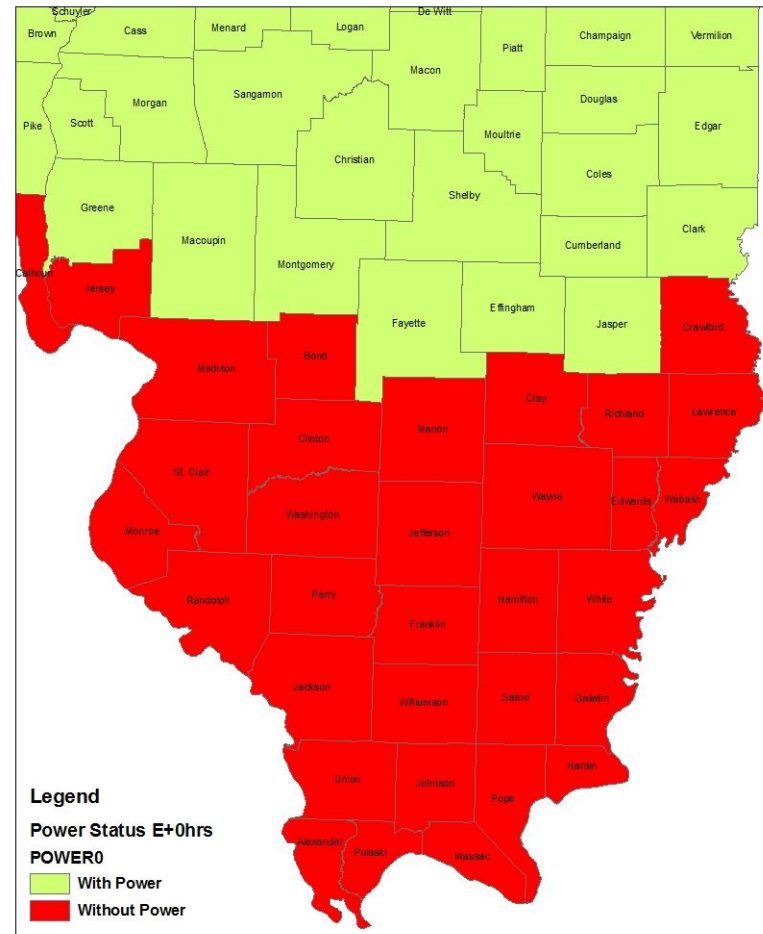 Schuyler
De Witt
Brown
Cass
Menard
Logan
Piatt
Champaign
Vermilion
Macon
Sangamon
Morgan
Scott
Pike
Douglas
Edgar
Moultrie
Christian
Coles
Shelby
Greene
Macoupin
Clark
Cumberland
Montgomery
Calhoun
Jersey
Effingham
Fayette
Jasper
Crawford
Bond
Madison
Clay
Richland
Lawrence
Marion
Clinton
St. Clair
Wayne
Edwards
Wabash
Washington
Monroe
Jefferson
Perry
Randolph
Hamilton
White
Franklin
Jackson
Williamson
Saline
Gallatin
Hardin
Union
Johnson
Pope
Alexander
Pulaski
Massac
Legend
Power Status E+0hrs
POWER0
With Power
Without Power